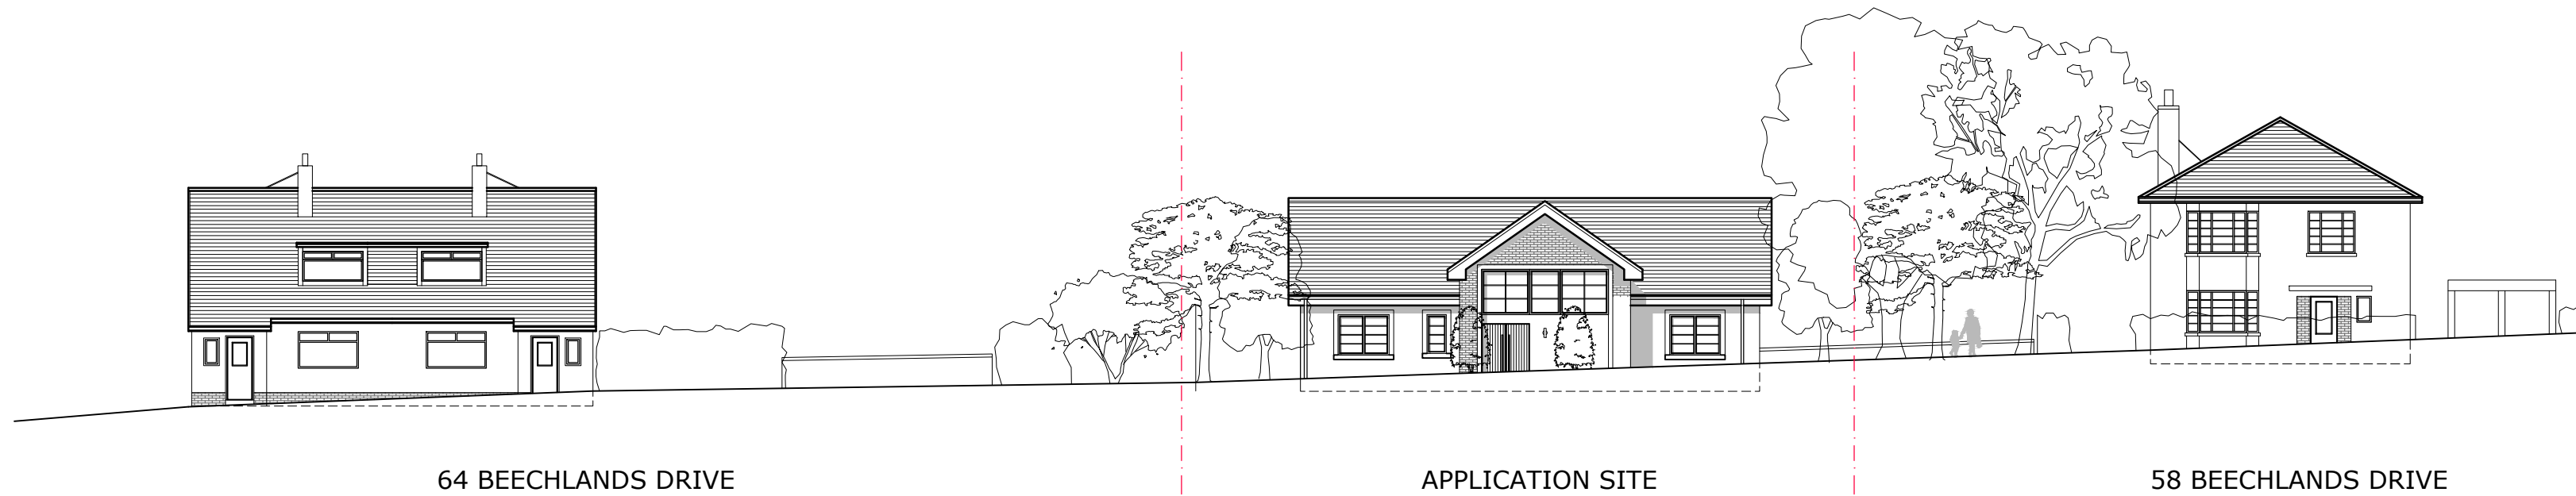 64 BEECHLANDS DRIVE
APPLICATION SITE
58 BEECHLANDS DRIVE